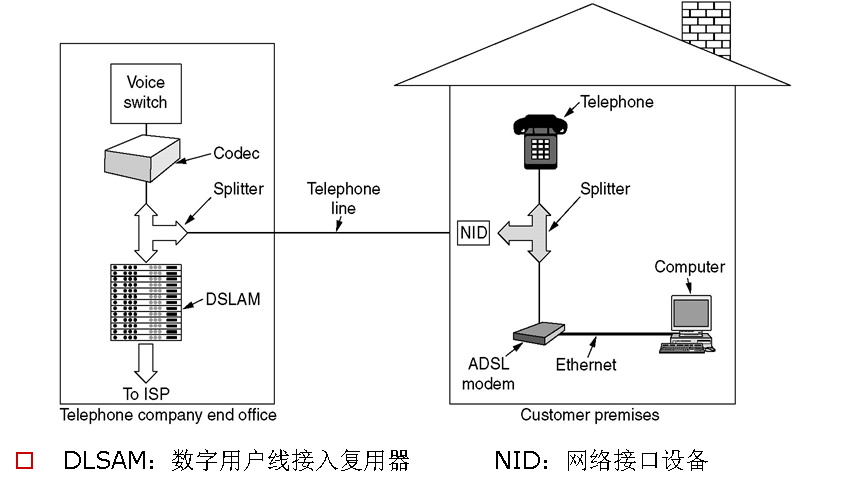 Voice
switch
Codec
Splitter
DSLAM
To ISP
Telephone company end office
Telephone
line
NID
Telephone
Splitter
Computer
ADSL
modem
Ethernet
Customer premises
DLSAM：数字用户线接入复用器 NID：网络接口设备